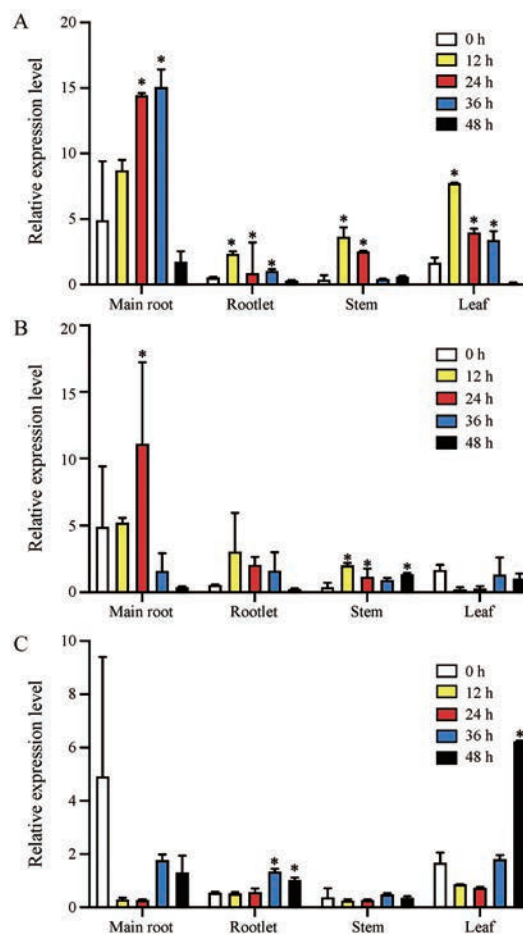 A
Relative expression level
20
15
10
5
0
* * * * * * * * * *
0 h
12 h
24 h
36 h
48 h
Main root Rootlet Stem Leaf
B
Relative expression level
20
15
10
5
0
* * * *
0 h
12 h
24 h
36 h
48 h
Main root Rootlet Stem Leaf
C
Relative expression level
10
8
6
4
2
0
* * *
0 h
12 h
24 h
36 h
48 h
Main root Rootlet Stem Leaf